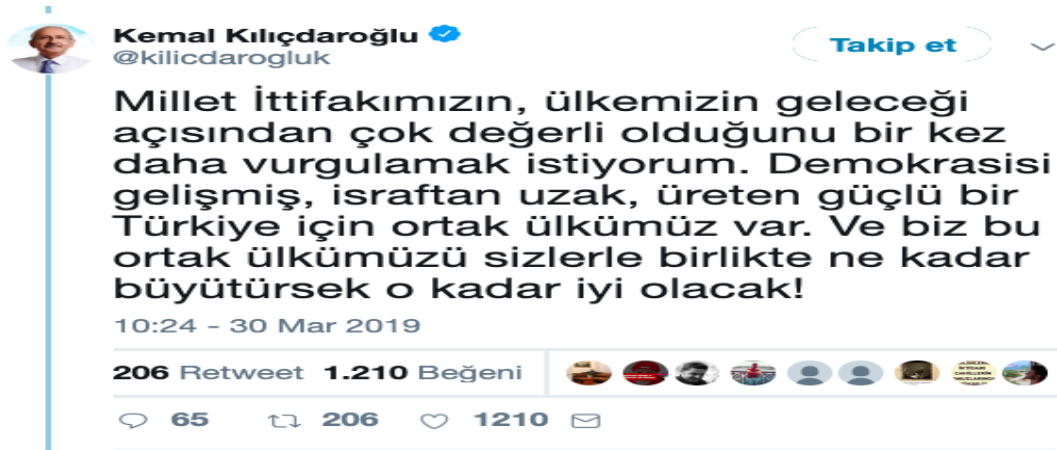 Kemal Kılıçdaroğlu
@kilicdarogluk
Takip et
Millet İttifakımızın, ülkemizin geleceği
açısından çok değerli olduğunu bir kez
daha vurgulamak istiyorum. Demokrasisi
gelişmiş, israftan uzak, üreten güçlü bir
Türkiye için ortak ülkümüz var. Ve biz bu
ortak ülkümüzü sizlerle birlikte ne kadar
büyütürsek o kadar iyi olacak!
10:24 - 30 Mar 2019
206 Retweet 1.210 Beğeni
65 206 1210